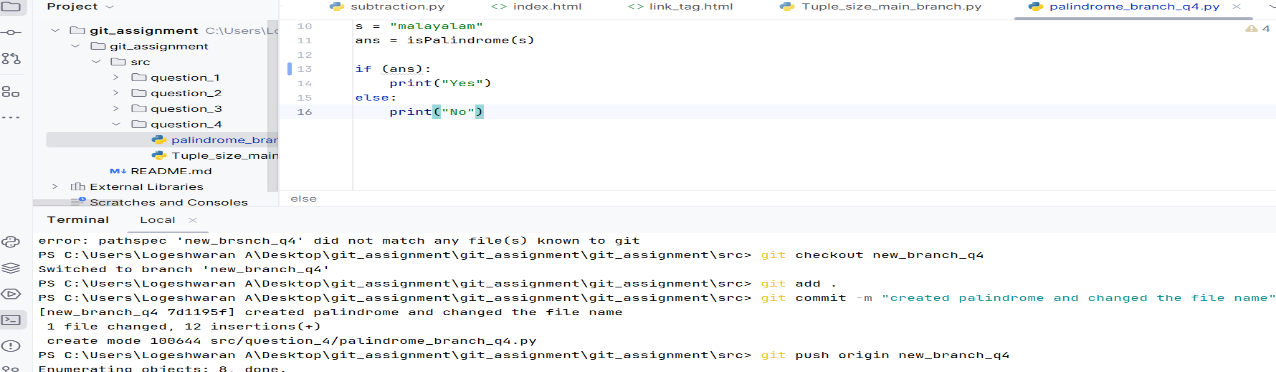 Project
subtraction.py
index.html
link_tag.html
Tuple_size_main_branch.py
palindrome_branch_q4.py
git_assignment C:\Users\Lo
git_assignment
src
question_1
question_2
question_3
question_4
palindrome_bran
Tuple_size_main
README.md
External Libraries
Scratches and Consoles
4
10 s = "malayalam"
11 ans = isPalindrome(s)
12
13 if (ans):
14 print("Yes")
15 else:
16 print("No")
else
Terminal Local
error: pathspec 'new_brsnch_q4' did not match any file(s) known to git
PS C:\Users\Logeshwaran A\Desktop\git_assignment\git_assignment\git_assignment\src> git checkout new_branch_q4
Switched to branch 'new_branch_q4'
PS C:\Users\Logeshwaran A\Desktop\git_assignment\git_assignment\git_assignment\src> git add .
PS C:\Users\Logeshwaran A\Desktop\git_assignment\git_assignment\git_assignment\src> git commit -m "created palindrome and changed the file name"
[new_branch_q4 7d1195f] created palindrome and changed the file name
1 file changed, 12 insertions(+)
create mode 100644 src/question_4/palindrome_branch_q4.py
PS C:\Users\Logeshwaran A\Desktop\git_assignment\git_assignment\git_assignment\src> git push origin new_branch_q4
Enumerating objects: 8, done.